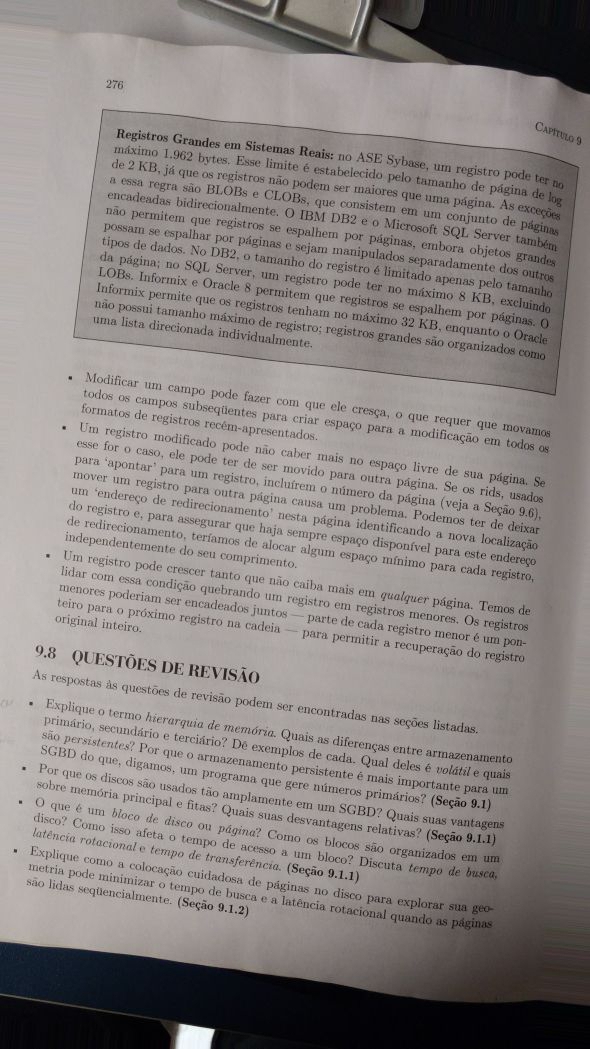 276
CAPÍTULO 9
Registros Grandes em Sistemas Reais: no ASE Sybase, um registro pode ter no
máximo 1.962 bytes. Esse limite é estabelecido pelo tamanho de página de log
de 2 KB, já que os registros não podem ser maiores que uma página. As exceções
a essa regra são BLOBs e CLOBs, que consistem em um conjunto de páginas
encadeadas bidirecionalmente. O IBM DB2 e o Microsoft SQL Server também
não permitem que registros se espalhem por páginas, embora objetos grandes
possam se espalhar por páginas e sejam manipulados separadamente dos outros
tipos de dados. No DB2, o tamanho do registro é limitado apenas pelo tamanho
da página; no SQL Server, um registro pode ter no máximo 8 KB, excluindo
LOBs. Informix e Oracle 8 permitem que registros se espalhem por páginas. O
Informix permite que os registros tenham no máximo 32 KB, enquanto o Oracle
não possui tamanho máximo de registro; registros grandes são organizados como
uma lista direcionada individualmente.
▪ Modificar um campo pode fazer com que ele cresça, o que requer que movamos
todos os campos subseqüentes para criar espaço para a modificação em todos os
formatos de registros recém-apresentados.
▪ Um registro modificado pode não caber mais no espaço livre de sua página. Se
esse for o caso, ele pode ter de ser movido para outra página. Se os rids, usados
para ‘apontar’ para um registro, incluírem o número da página (veja a Seção 9.6),
mover um registro para outra página causa um problema. Podemos ter de deixar
um ‘endereço de redirecionamento’ nesta página identificando a nova localização
do registro e, para assegurar que haja sempre espaço disponível para este endereço
de redirecionamento, teríamos de alocar algum espaço mínimo para cada registro,
independentemente do seu comprimento.
▪ Um registro pode crescer tanto que não caiba mais em qualquer página. Temos de
lidar com essa condição quebrando um registro em registros menores. Os registros
menores poderiam ser encadeados juntos — parte de cada registro menor é um pon-
teiro para o próximo registro na cadeia — para permitir a recuperação do registro
original inteiro.
9.8 QUESTÕES DE REVISÃO
As respostas às questões de revisão podem ser encontradas nas seções listadas.
▪ Explique o termo hierarquia de memória. Quais as diferenças entre armazenamento
primário, secundário e terciário? Dê exemplos de cada. Qual deles é volátil e quais
são persistentes? Por que o armazenamento persistente é mais importante para um
SGBD do que, digamos, um programa que gere números primários? (Seção 9.1)
▪ Por que os discos são usados tão amplamente em um SGBD? Quais suas vantagens
sobre memória principal e fitas? Quais suas desvantagens relativas? (Seção 9.1.1)
▪ O que é um bloco de disco ou página? Como os blocos são organizados em um
disco? Como isso afeta o tempo de acesso a um bloco? Discuta tempo de busca,
latência rotacional e tempo de transferência. (Seção 9.1.1)
▪ Explique como a colocação cuidadosa de páginas no disco para explorar sua geo-
metria pode minimizar o tempo de busca e a latência rotacional quando as páginas
são lidas seqüencialmente. (Seção 9.1.2)